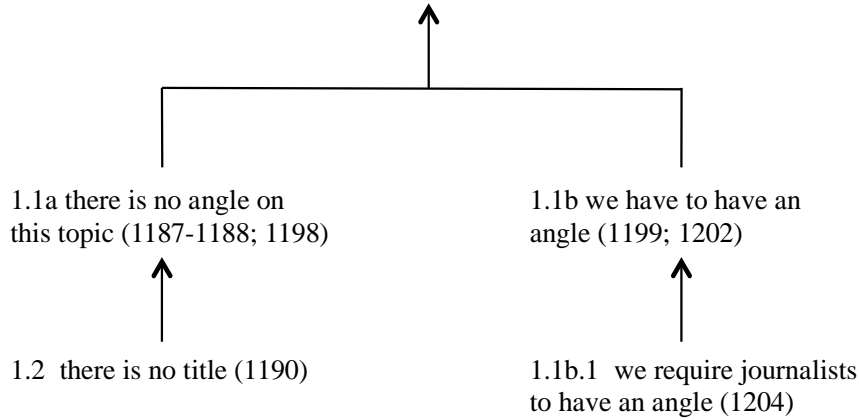 1.1a there is no angle on
this topic (1187-1188; 1198)
1.1b we have to have an
angle (1199; 1202)
1.2 there is no title (1190)
1.1b.1 we require journalists
to have an angle (1204)